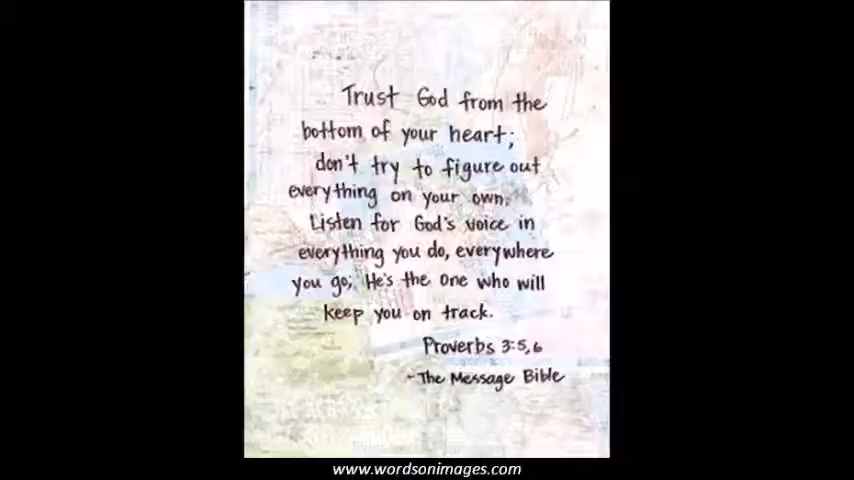 Trust God from the
bottom of your heart;
don't try to figure out
everything on your own.
Listen for God's voice in
everything you do, everywhere
you go; He's the one who will
keep you on track.
Proverbs 3:5,6
-The Message Bible
www.wordsonimages.com